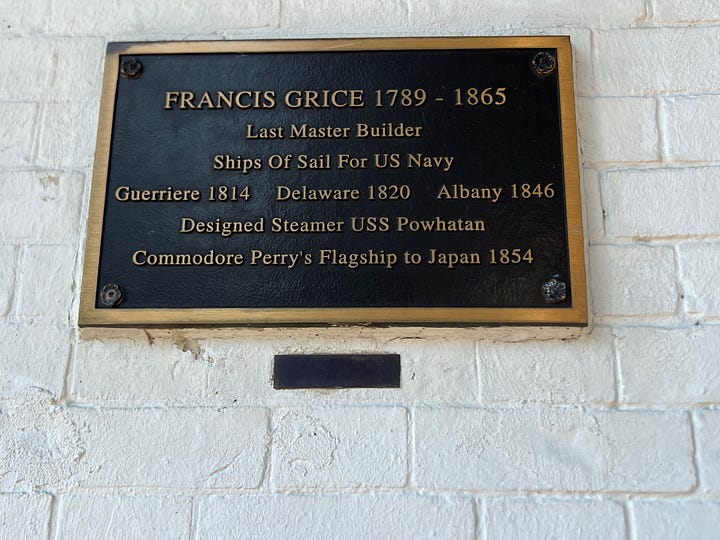 FRANCIS GRICE 1789 - 1865
Last Master Builder
Ships Of Sail For US Navy
Guerriere 1814 Delaware 1820 Albany 1846
Designed Steamer USS Powhatan
Commodore Perry's Flagship to Japan 1854